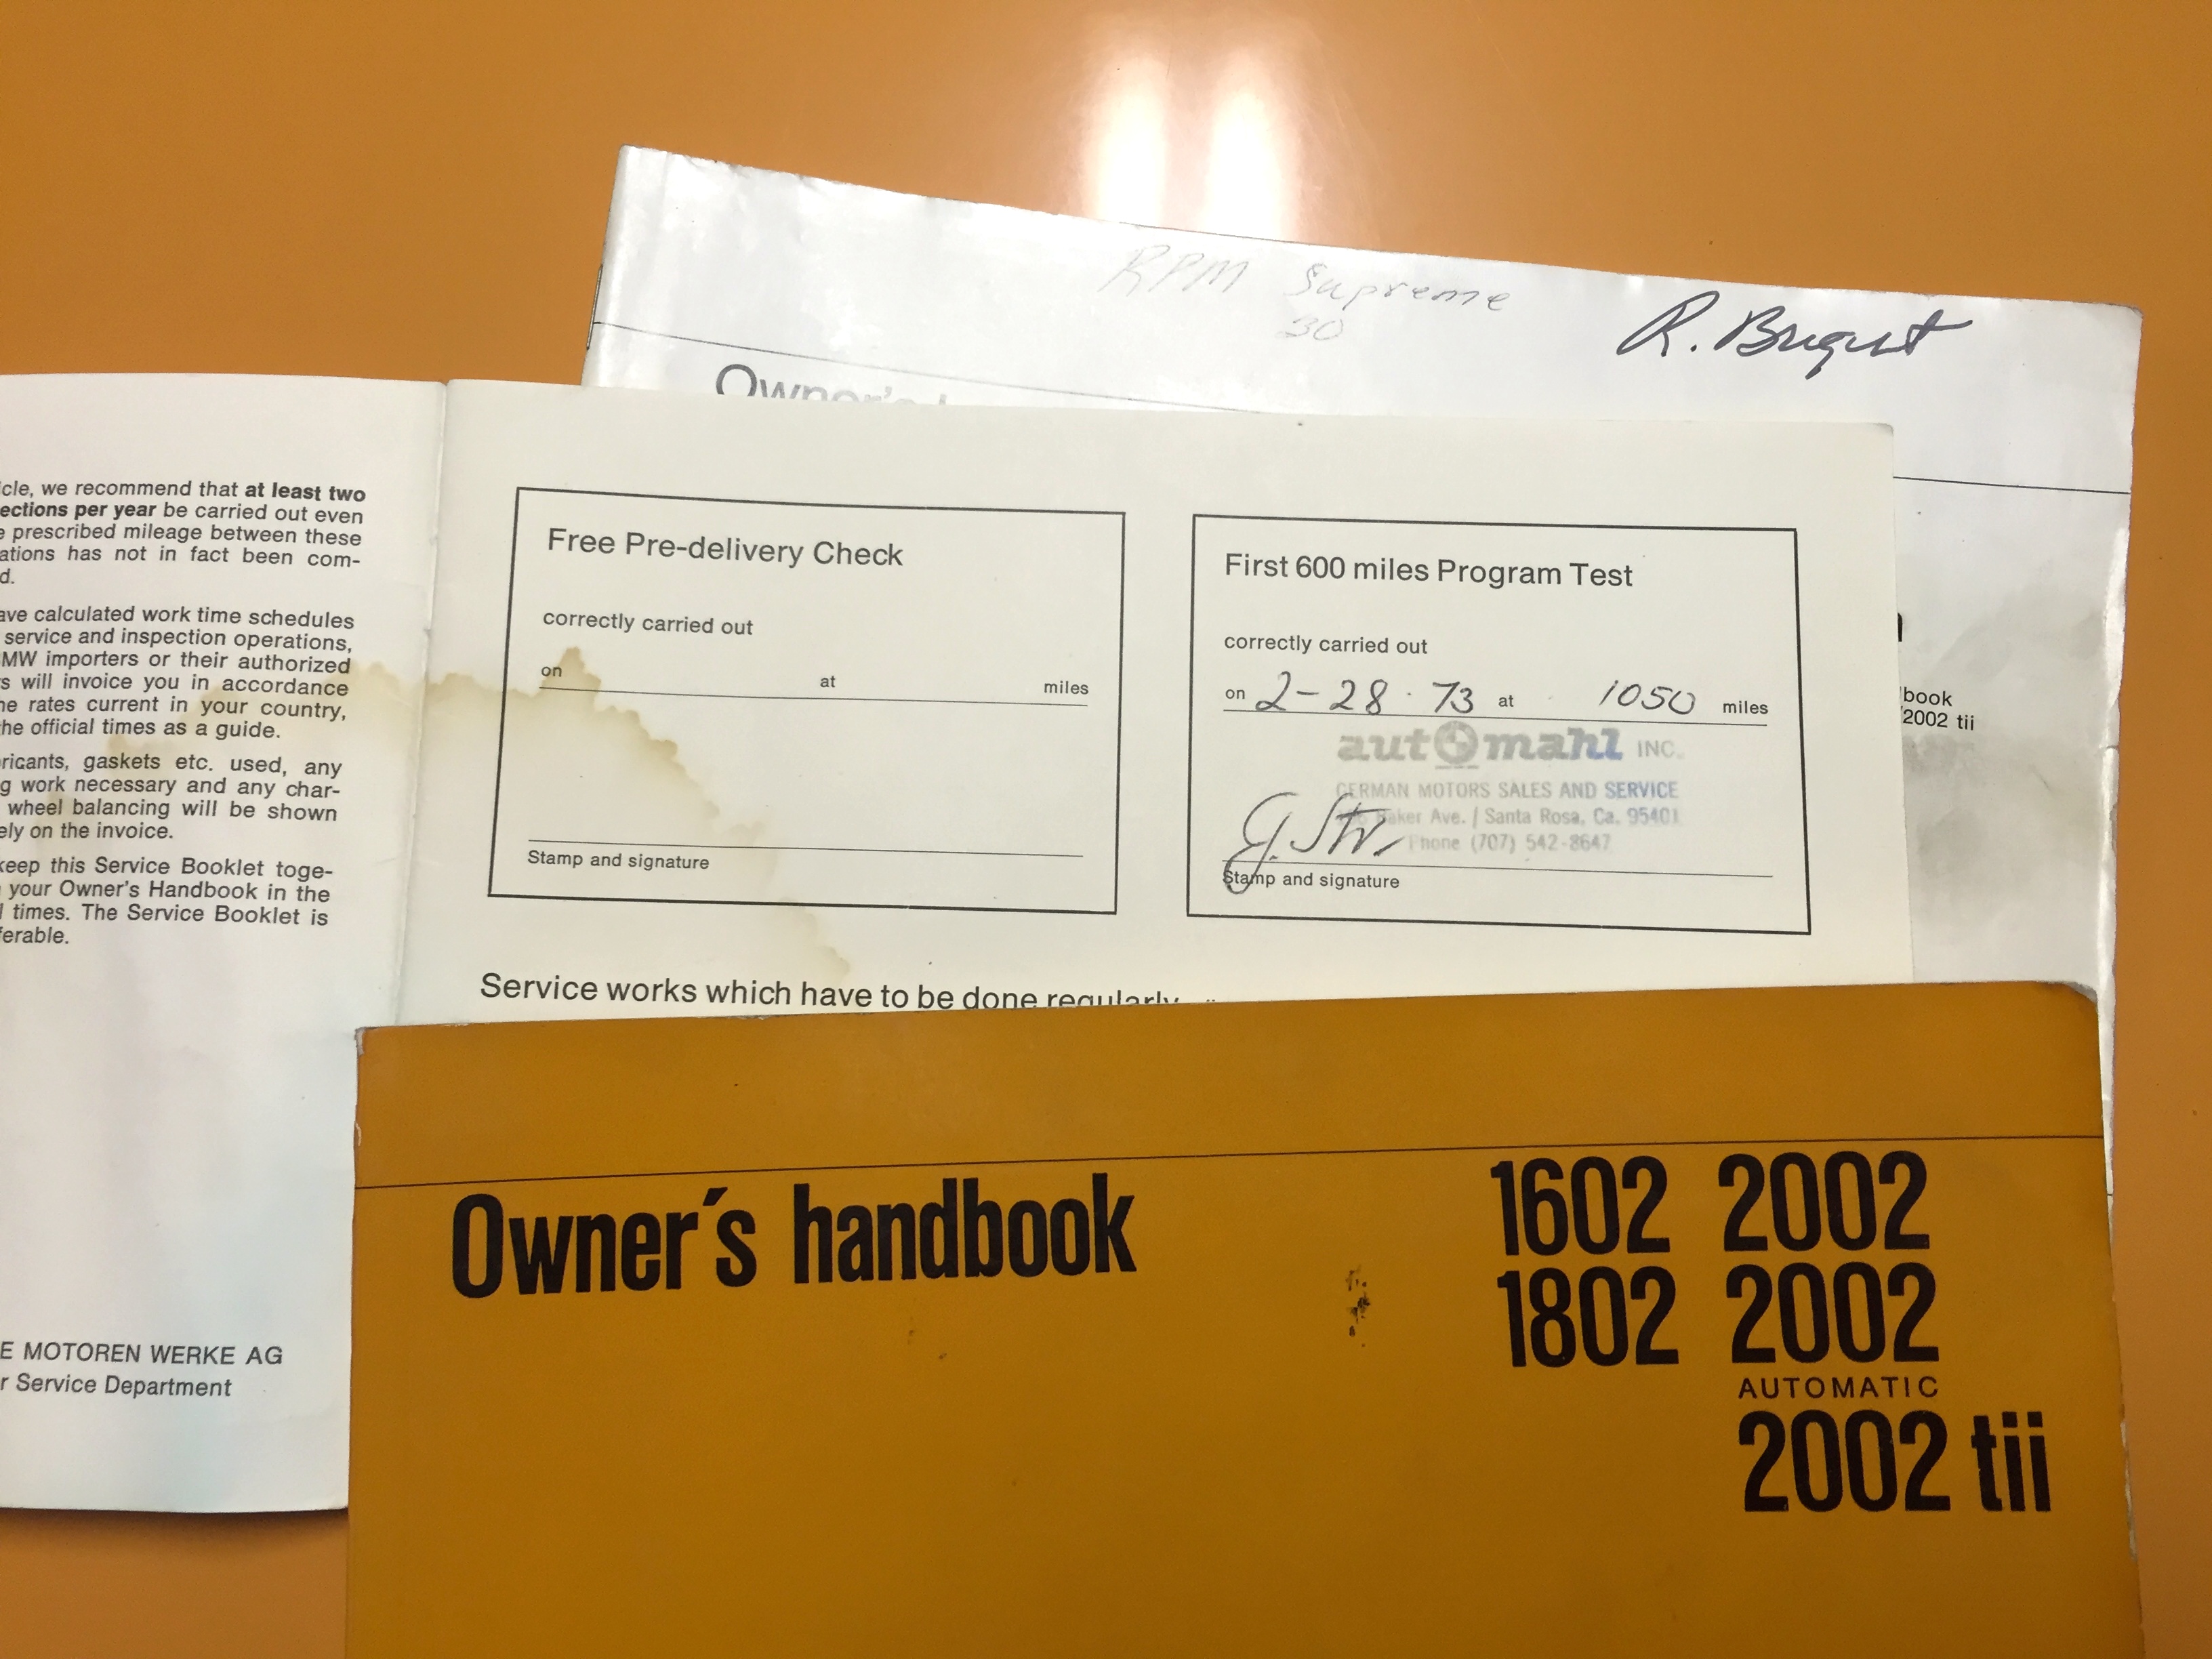 RPM Supreme
30
R.
Owner's
book
2002 tii
cle, we recommend that at least two
ections per year be carried out even
e prescribed mileage between these
ations has not in fact been com-
d.
ave calculated work time schedules
service and inspection operations,
MW importers or their authorized
s will invoice you in accordance
ne rates current in your country,
he official times as a guide.
ricants, gaskets etc. used, any
g work necessary and any char-
wheel balancing will be shown
ely on the invoice.
keep this Service Booklet toge-
your Owner's Handbook in the
l times. The Service Booklet is
ferable.
E MOTOREN WERKE AG
r Service Department
Free Pre-delivery Check
correctly carried out
on at miles
Stamp and signature
First 600 miles Program Test
correctly carried out
on 2-28-73 at 1050 miles
automahl INC.
GERMAN MOTORS SALES AND SERVICE
Baker Ave. / Santa Rosa, Ca. 95401
Phone (707) 542-8647
Stamp and signature
Service works which have to be done regularly
Owner's handbook
1602 2002
1802 2002
AUTOMATIC
2002 tii